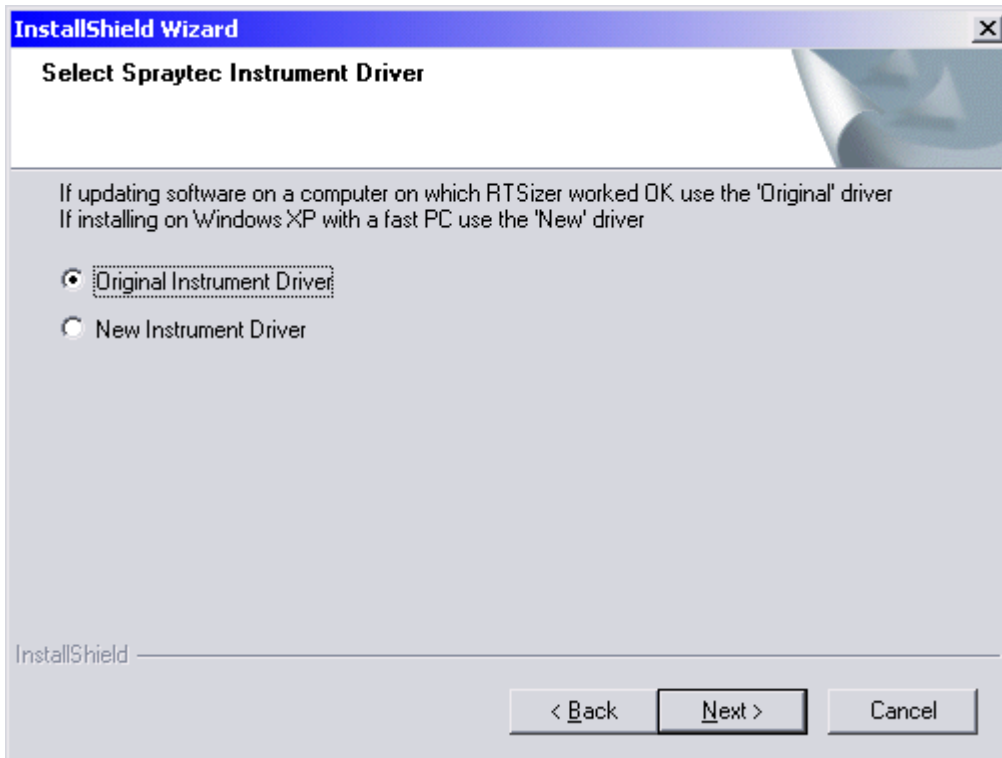 InstallShield Wizard
Select Spraytec Instrument Driver
If updating software on a computer on which RTSizer worked OK use the 'Original' driver
If installing on Windows XP with a fast PC use the 'New' driver
Original Instrument Driver
New Instrument Driver
InstallShield
< Back Next > Cancel